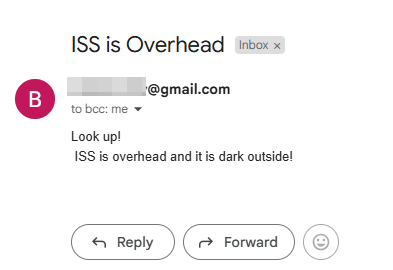 ISS is Overhead Inbox ×
B
@gmail.com
to bcc: me
Look up!
ISS is overhead and it is dark outside!
Reply Forward